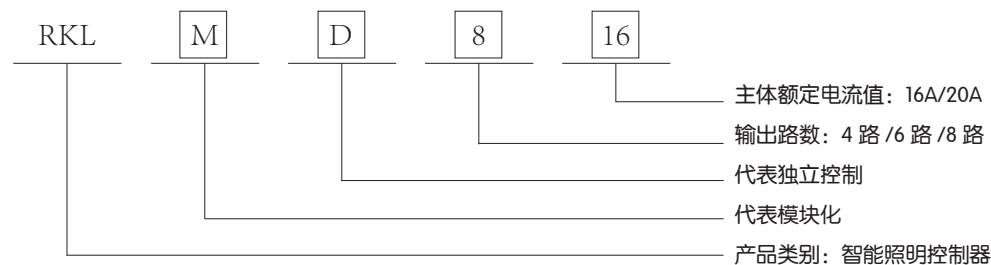 RKL M D 8 16
主体额定电流值：16A/20A
输出路数：4 路 /6 路 /8 路
代表独立控制
代表模块化
产品类别：智能照明控制器